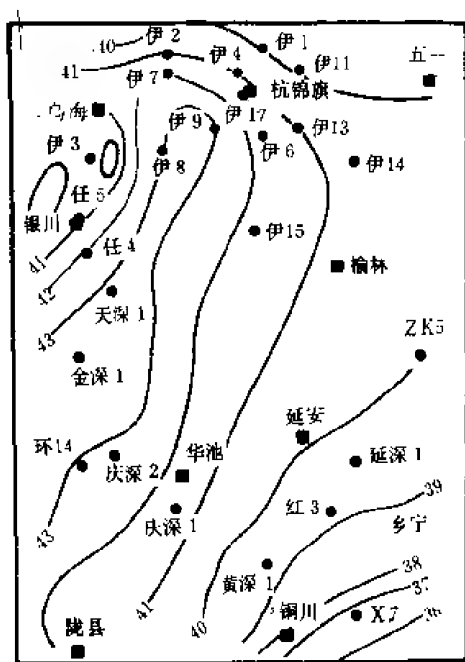 伊2
40
伊1
41
伊4
伊11
五一
伊7
杭锦旗
乌海
伊9
伊17
伊13
伊3
伊8
伊6
伊14
任5
银川
伊15
任4
榆林
41
42
天深1
43
ZK5
金深1
延安
环14
庆深2
华池
延深1
39
庆深1
红3
乡宁
43
黄深1
38
41
37
40
铜川
X7
36
陇县